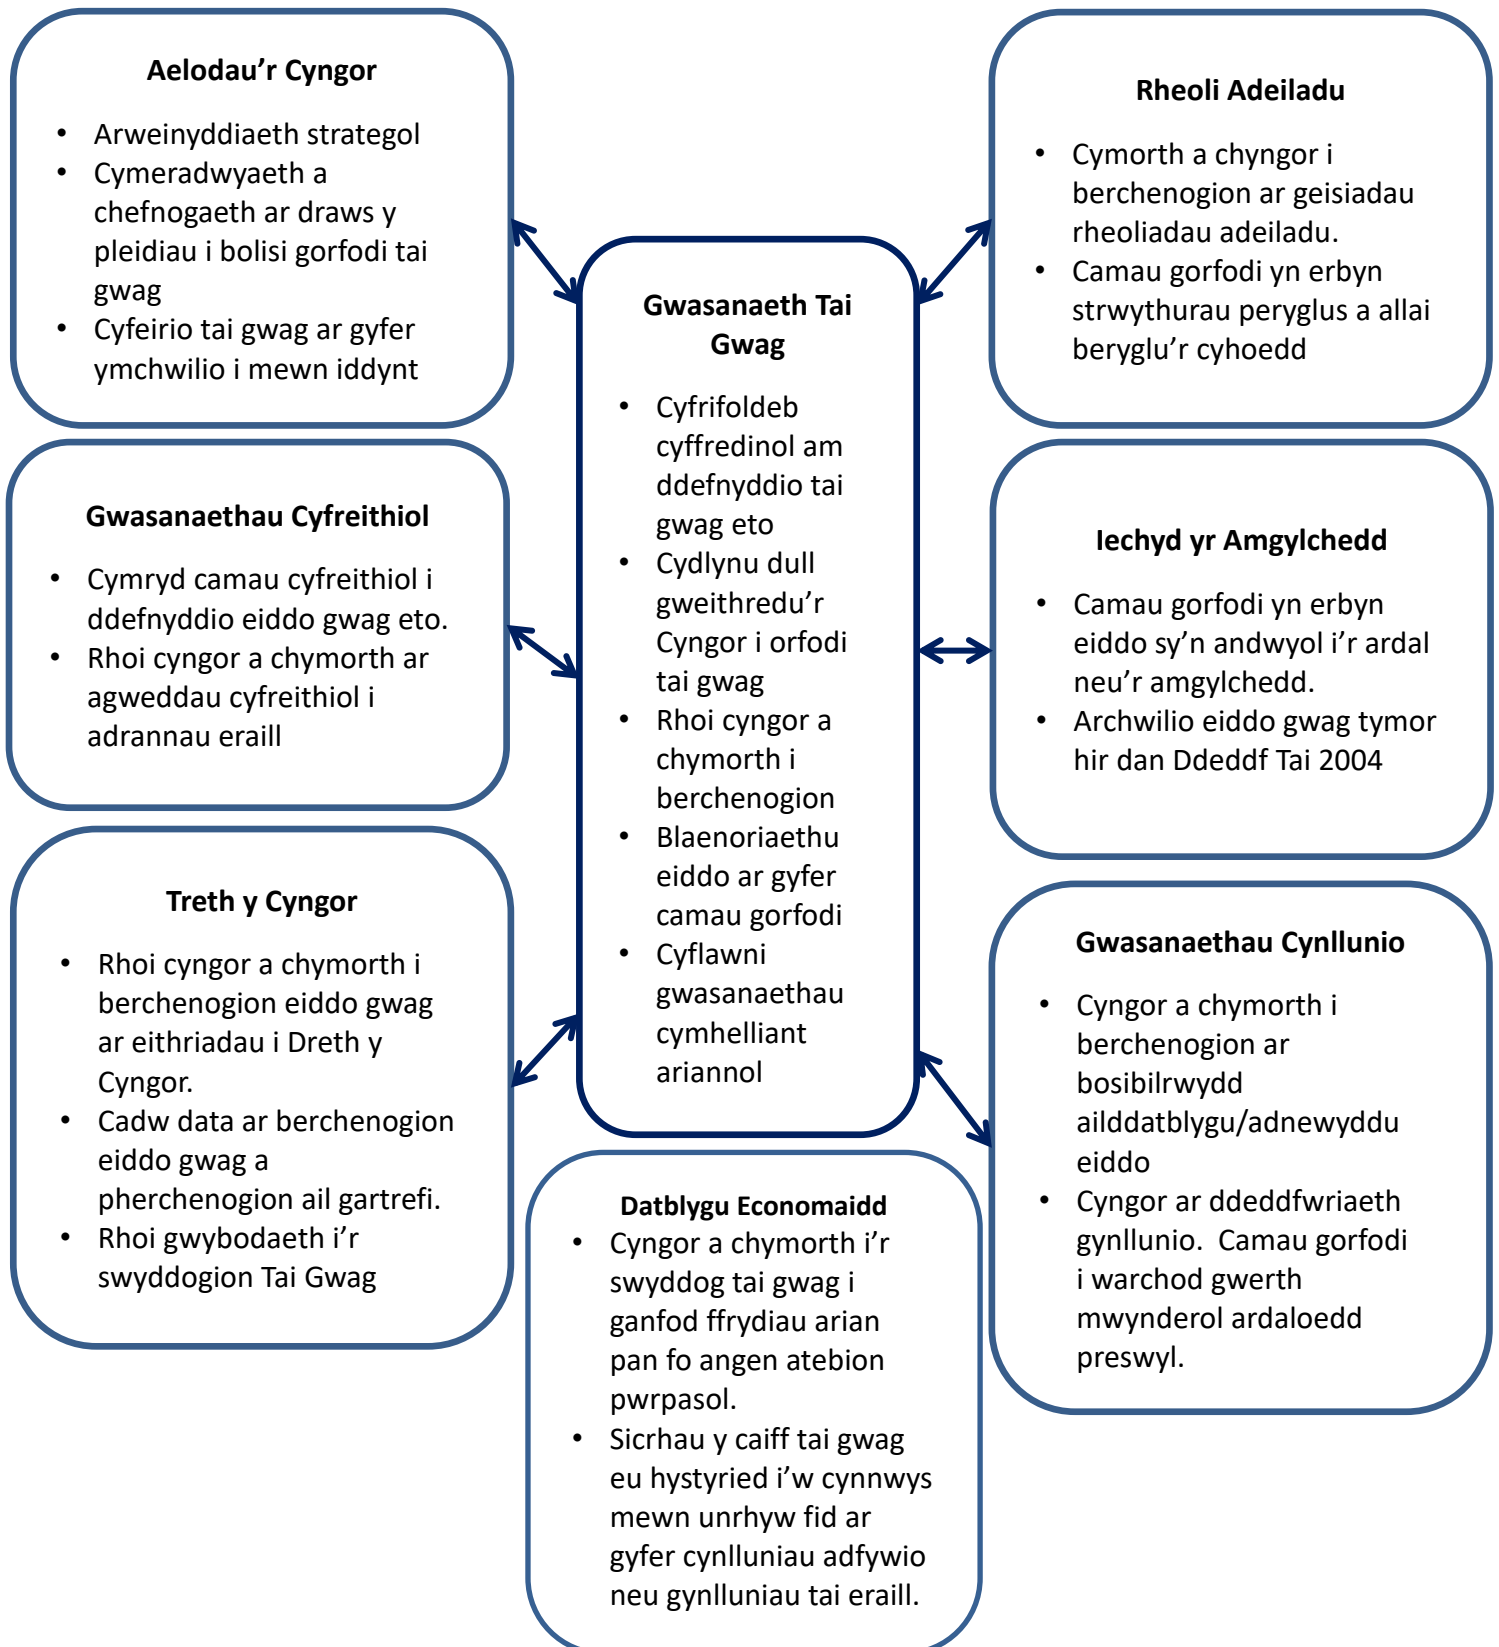 Aelodau'r Cyngor
• Arweinyddiaeth strategol
• Cymeradwyaeth a
chefnogaeth ar draws y
pleidiau i bolisi gorfodi tai
gwag
• Cyfeirio tai gwag ar gyfer
ymchwilio i mewn iddynt
Gwasanaethau Cyfreithiol
• Cymryd camau cyfreithiol i
ddefnyddio eiddo gwag eto.
• Rhoi cyngor a chymorth ar
agweddau cyfreithiol i
adrannau eraill
Treth y Cyngor
• Rhoi cyngor a chymorth i
berchenogion eiddo gwag
ar eithriadau i Dreth y
Cyngor.
• Cadw data ar berchenogion
eiddo gwag a
pherchenogion ail gartrefi.
• Rhoi gwybodaeth i'r
swyddogion Tai Gwag
Gwasanaeth Tai
Gwag
• Cyfrifoldeb
cyffredinol am
ddefnyddio tai
gwag eto
• Cydlynu dull
gweithredu'r
Cyngor i orfodi
tai gwag
• Rhoi cyngor a
chymorth i
berchenogion
• Blaenoriaethu
eiddo ar gyfer
camau gorfodi
• Cyflawni
gwasanaethau
cymhelliant
ariannol
Datblygu Economaidd
• Cyngor a chymorth i'r
swyddog tai gwag i
ganfod ffrydiau arian
pan fo angen atebion
pwrpasol.
• Sicrhau y caiff tai gwag
eu hystyried i'w cynnwys
mewn unrhyw fid ar
gyfer cynlluniau adfywio
neu gynlluniau tai eraill.
Rheoli Adeiladu
• Cymorth a chyngor i
berchenogion ar geisiadau
rheoliadau adeiladu.
• Camau gorfodi yn erbyn
strwythurau peryglus a allai
beryglu'r cyhoedd
Iechyd yr Amgylchedd
• Camau gorfodi yn erbyn
eiddo sy'n andwyol i'r ardal
neu'r amgylchedd.
• Archwilio eiddo gwag tymor
hir dan Ddeddf Tai 2004
Gwasanaethau Cynllunio
• Cyngor a chymorth i
berchenogion ar
bosibilrwydd
ailddatblygu/adnewyddu
eiddo
• Cyngor ar ddeddfwriaeth
gynllunio.  Camau gorfodi
i warchod gwerth
mwynderol ardaloedd
preswyl.